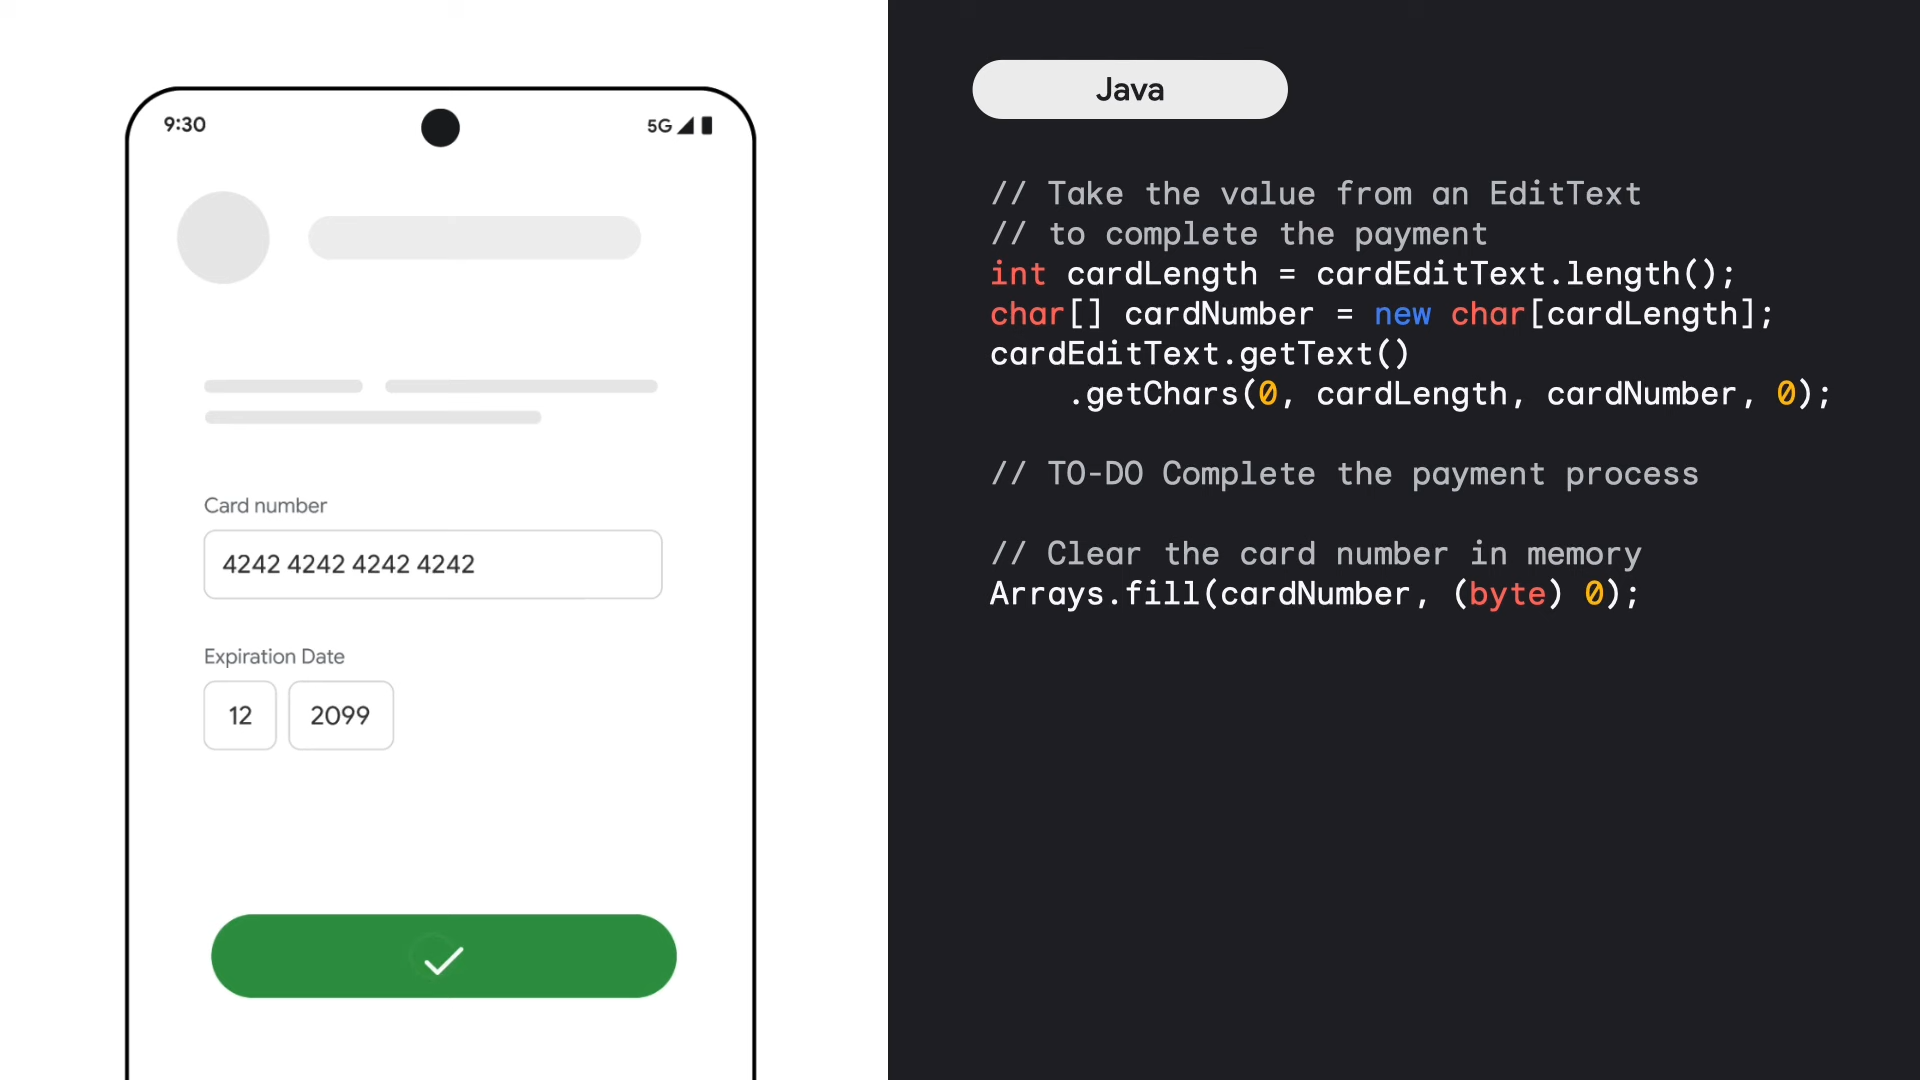 9:30
5G
Card number
4242 4242 4242 4242
Expiration Date
12
2099
Java
// Take the value from an EditText
// to complete the payment
int cardLength = cardEditText.length();
char[] cardNumber = new char[cardLength];
cardEditText.getText()
.getChars(0, cardLength, cardNumber, 0);
// TO-DO Complete the payment process
// Clear the card number in memory
Arrays.fill(cardNumber, (byte) 0);